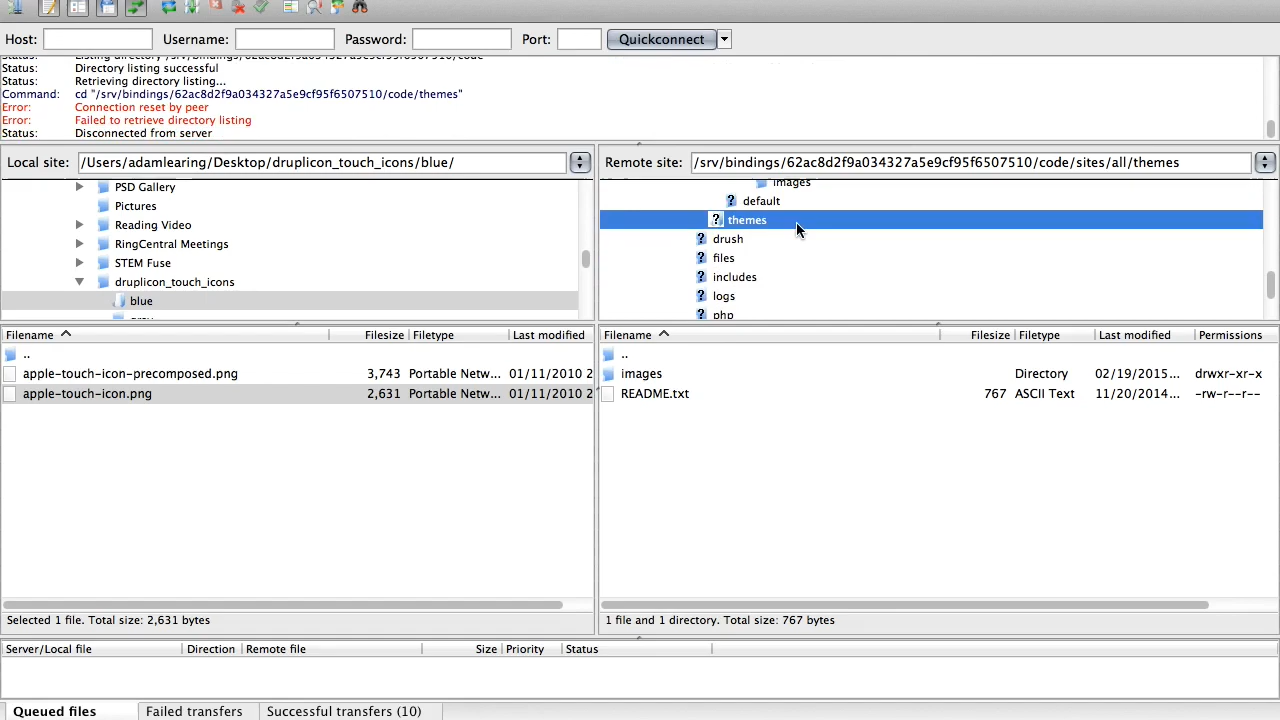 Host: Username: Password: Port: Quickconnect
Status: Listing directory /srv/bindings/62ac8d2f9a034327a5e9cf95f6507510/code
Status: Directory listing successful
Status: Retrieving directory listing...
Command: cd "/srv/bindings/62ac8d2f9a034327a5e9cf95f6507510/code/themes"
Error: Connection reset by peer
Error: Failed to retrieve directory listing
Status: Disconnected from server
Local site: /Users/adamlearing/Desktop/druplicon_touch_icons/blue/
Remote site: /srv/bindings/62ac8d2f9a034327a5e9cf95f6507510/code/sites/all/themes
PSD Gallery
Pictures
Reading Video
RingCentral Meetings
STEM Fuse
druplicon_touch_icons
blue
gray
images
default
themes
drush
files
includes
logs
php
Filename Filesize Filetype Last modified
..
apple-touch-icon-precomposed.png 3,743 Portable Netw... 01/11/2010 2
apple-touch-icon.png 2,631 Portable Netw... 01/11/2010 2
Selected 1 file. Total size: 2,631 bytes
Filename Filesize Filetype Last modified Permissions
..
images Directory 02/19/2015... drwxr-xr-x
README.txt 767 ASCII Text 11/20/2014... -rw-r--r--
1 file and 1 directory. Total size: 767 bytes
Server/Local file Direction Remote file Size Priority Status
Queued files Failed transfers Successful transfers (10)